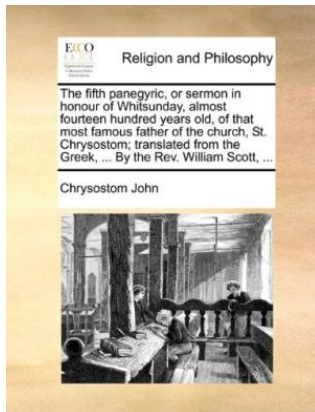 ECCO
Religion and Philosophy
The fifth panegyric, or sermon in
honour of Whitsunday, almost
fourteen hundred years old, of that
most famous father of the church, St.
Chrysostom; translated from the
Greek, ... By the Rev. William Scott, ...
Chrysostom John